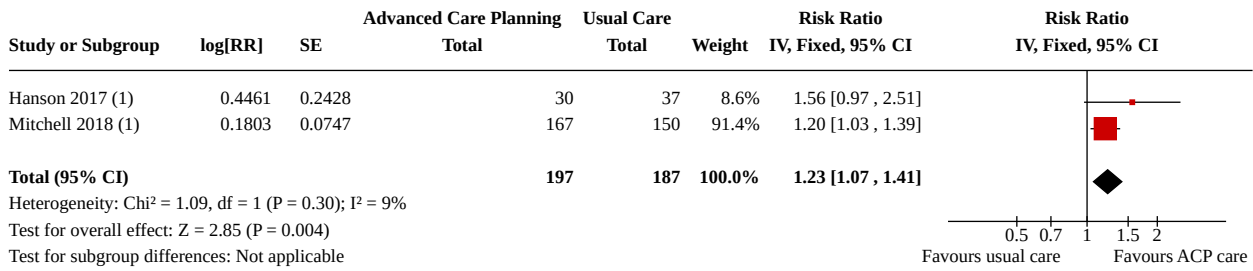 Advanced Care Planning Usual Care Risk Ratio Risk Ratio
Study or Subgroup log[RR] SE Total Total Weight IV, Fixed, 95% CI IV, Fixed, 95% CI
Hanson 2017 (1) 0.4461 0.2428 30 37 8.6% 1.56 [0.97 , 2.51]
Mitchell 2018 (1) 0.1803 0.0747 167 150 91.4% 1.20 [1.03 , 1.39]
Total (95% CI) 197 187 100.0% 1.23 [1.07 , 1.41]
Heterogeneity: Chi² = 1.09, df = 1 (P = 0.30); I² = 9%
Test for overall effect: Z = 2.85 (P = 0.004) 0.5 0.7 1 1.5 2
Test for subgroup differences: Not applicable Favours usual care Favours ACP care